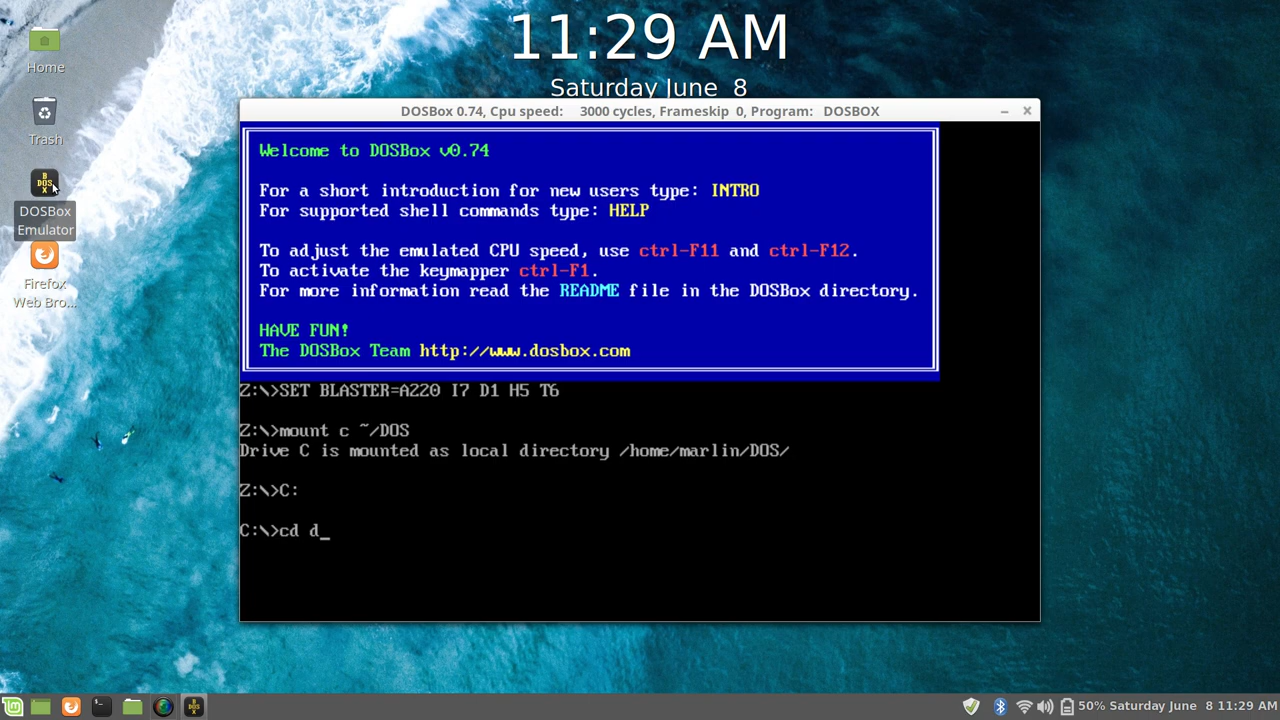 11:29 AM
Saturday June 8
Home
Trash
DOSBox
Emulator
Firefox
Web Bro...
DOSBox 0.74, Cpu speed: 3000 cycles, Frameskip 0, Program: DOSBOX
Welcome to DOSBox v0.74
For a short introduction for new users type: INTRO
For supported shell commands type: HELP
To adjust the emulated CPU speed, use ctrl-F11 and ctrl-F12.
To activate the keymapper ctrl-F1.
For more information read the README file in the DOSBox directory.
HAVE FUN!
The DOSBox Team http://www.dosbox.com
Z:\>SET BLASTER=A220 I7 D1 H5 T6
Z:\>mount c ~/DOS
Drive C is mounted as local directory /home/marlin/DOS/
Z:\>C:
C:\>cd d_
50% Saturday June 8 11:29 AM